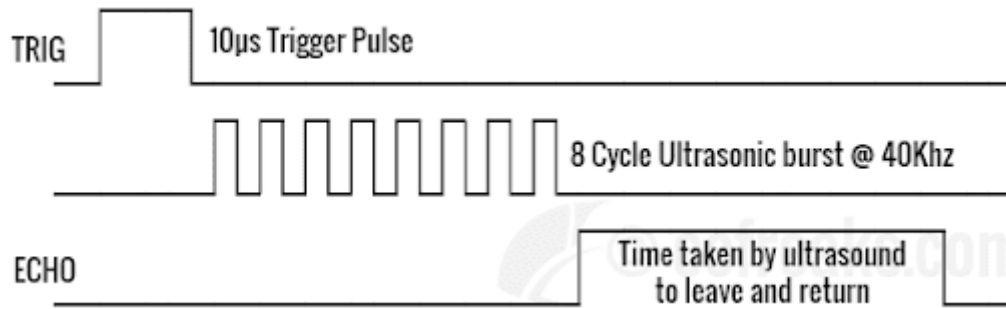 TRIG
10µs Trigger Pulse
8 Cycle Ultrasonic burst @ 40Khz
ECHO
Time taken by ultrasound
to leave and return